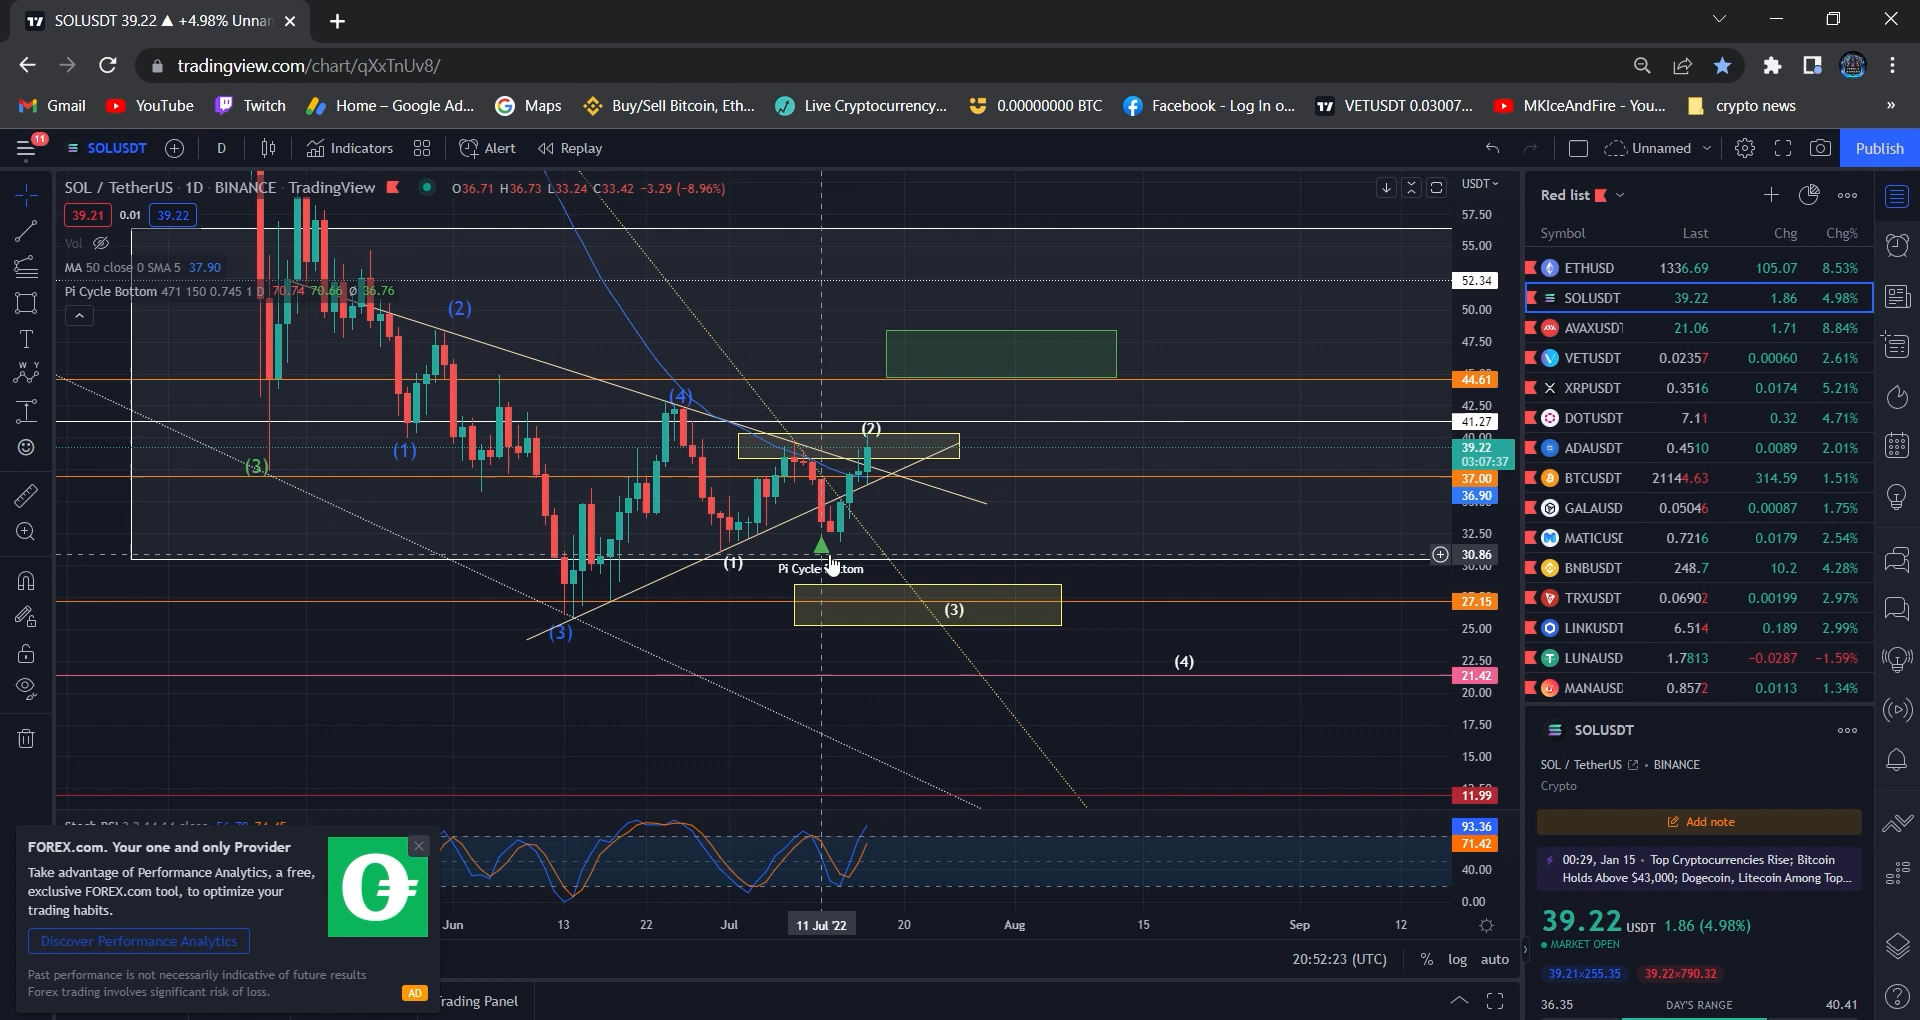 SOLUSDT 39.22 ▲ +4.98% Unnan
tradingview.com/chart/qXxTnUv8/
Gmail
YouTube
Twitch
Home – Google Ad...
Maps
Buy/Sell Bitcoin, Eth...
Live Cryptocurrency...
0.00000000 BTC
Facebook - Log In o...
VETUSDT 0.03007...
MKIceAndFire - You...
crypto news
»
11
SOLUSDT
D
Indicators
Alert
Replay
Unnamed
Publish
SOL / TetherUS · 1D · BINANCE · TradingView
O36.71 H36.73 L33.24 C33.42 -3.29 (-8.96%)
39.21 0.01 39.22
Vol
MA 50 close 0 SMA 5 37.90
Pi Cycle Bottom 471 150 0.745 1 D 70.74 70.66 ø 36.76
USDT
57.50
55.00
52.34
50.00
47.50
44.61
42.50
41.27
40.00
39.22
03:07:37
37.00
36.90
32.50
30.86
30.00
27.15
25.00
22.50
21.42
20.00
17.50
15.00
11.99
93.36
71.42
40.00
0.00
(2)
(4)
(2)
(1)
(3)
(1)
Pi Cycle
ttom
(3)
(3)
(4)
Jun
13
22
Jul
11 Jul '22
20
Aug
15
Sep
12
20:52:23 (UTC)
% log auto
rading Panel
FOREX.com. Your one and only Provider
Take advantage of Performance Analytics, a free,
exclusive FOREX.com tool, to optimize your
trading habits.
Discover Performance Analytics
Past performance is not necessarily indicative of future results
Forex trading involves significant risk of loss.
AD
Red list
Symbol Last Chg Chg%
ETHUSD 1336.69 105.07 8.53%
SOLUSDT 39.22 1.86 4.98%
AVAXUSDT 21.06 1.71 8.84%
VETUSDT 0.02357 0.00060 2.61%
XRPUSDT 0.3516 0.0174 5.21%
DOTUSDT 7.11 0.32 4.71%
ADAUSDT 0.4510 0.0089 2.01%
BTCUSDT 21144.63 314.59 1.51%
GALAUSD 0.05046 0.00087 1.75%
MATICUSI 0.7216 0.0179 2.54%
BNBUSDT 248.7 10.2 4.28%
TRXUSDT 0.06902 0.00199 2.97%
LINKUSDT 6.514 0.189 2.99%
LUNAUSD 1.7813 -0.0287 -1.59%
MANAUSD 0.8572 0.0113 1.34%
SOLUSDT
SOL / TetherUS • BINANCE
Crypto
Add note
00:29, Jan 15 • Top Cryptocurrencies Rise; Bitcoin
Holds Above $43,000; Dogecoin, Litecoin Among Top...
39.22 USDT 1.86 (4.98%)
MARKET OPEN
39.21×255.35 39.22×790.32
36.35 DAY'S RANGE 40.41